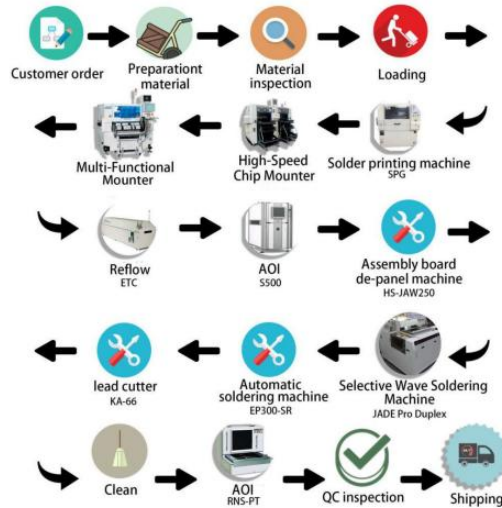 Customer order
Preparationt
material
Material
inspection
Loading
Multi-Functional
Mounter
High-Speed
Chip Mounter
Solder printing machine
SPG
Reflow
ETC
AOI
S500
Assembly board
de-panel machine
HS-JAW250
lead cutter
KA-66
Automatic
soldering machine
EP300-SR
Selective Wave Soldering
Machine
JADE Pro Duplex
Clean
AOI
RNS-PT
QC inspection
Shipping